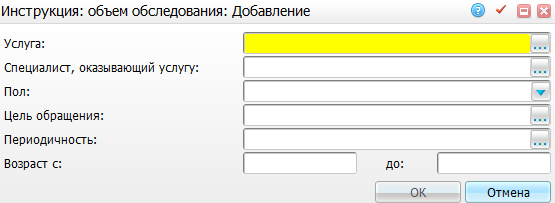 Инструкция: объем обследования: Добавление
Услуга:
Специалист, оказывающий услугу:
Пол:
Цель обращения:
Периодичность:
Возраст с: до:
ОК Отмена